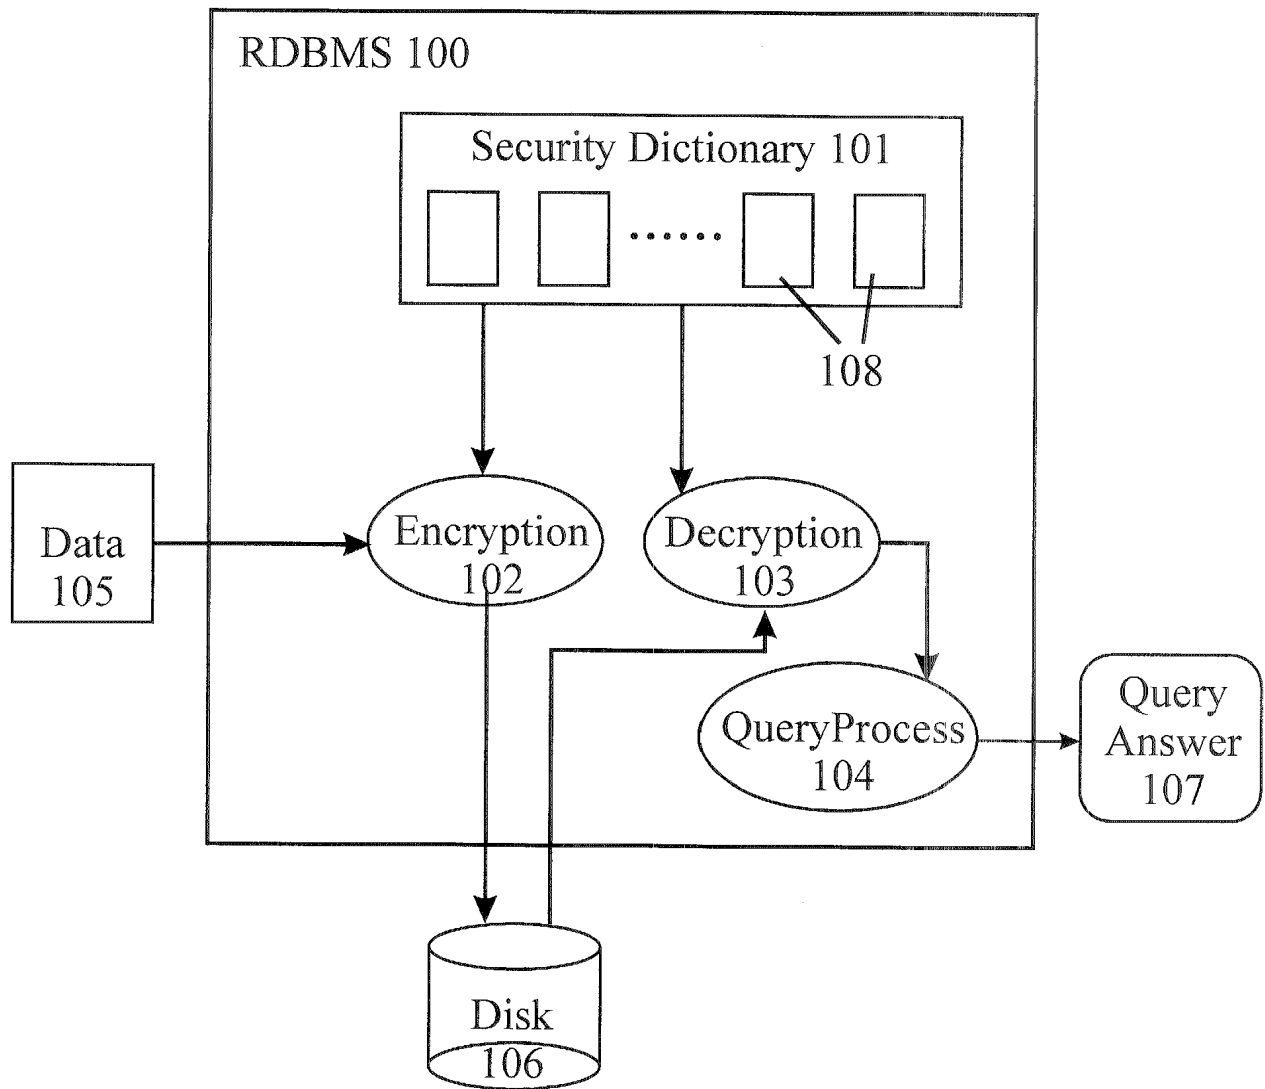 RDBMS 100
Security Dictionary 101
108
Data
105
Encryption
102
Decryption
103
QueryProcess
104
Query
Answer
107
Disk
106